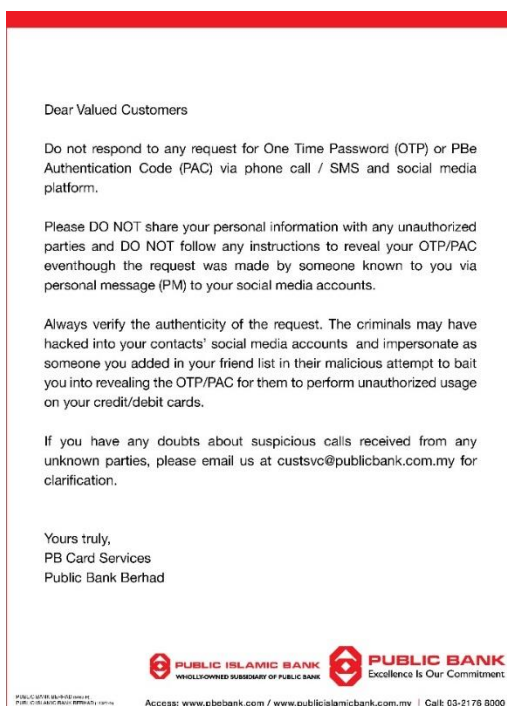 Dear Valued Customers
Do not respond to any request for One Time Password (OTP) or PBe
Authentication Code (PAC) via phone call / SMS and social media
platform.
Please DO NOT share your personal information with any unauthorized
parties and DO NOT follow any instructions to reveal your OTP/PAC
eventhough the request was made by someone known to you via
personal message (PM) to your social media accounts.
Always verify the authenticity of the request. The criminals may have
hacked into your contacts' social media accounts and impersonate as
someone you added in your friend list in their malicious attempt to bait
you into revealing the OTP/PAC for them to perform unauthorized usage
on your credit/debit cards.
If you have any doubts about suspicious calls received from any
unknown parties, please email us at custsvc@publicbank.com.my for
clarification.
Yours truly,
PB Card Services
Public Bank Berhad
PUBLIC ISLAMIC BANK
WHOLLY-OWNED SUBSIDIARY OF PUBLIC BANK
PUBLIC BANK
Excellence Is Our Commitment
PUBLIC BANK BERHAD
PUBLIC ISLAMIC BANK BERHAD
Access: www.pbebank.com / www.publicislamicbank.com.my | Call: 03-2176 8000